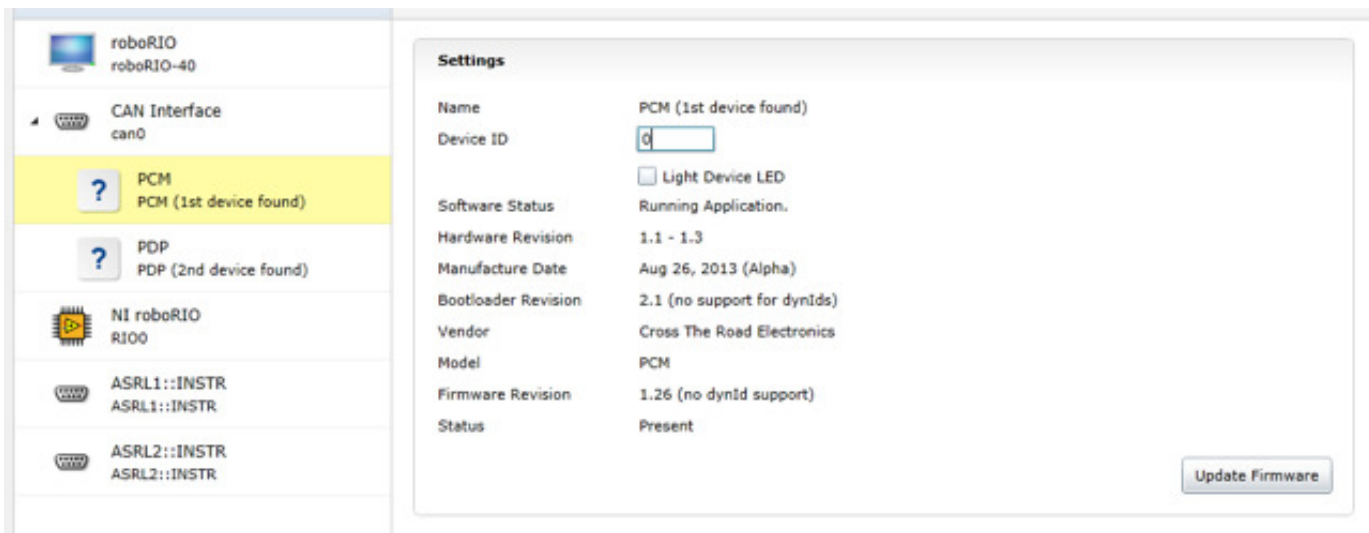 roboRIO
roboRIO-40
CAN Interface
can0
?
PCM
PCM (1st device found)
?
PDP
PDP (2nd device found)
NI roboRIO
RIO0
ASRL1::INSTR
ASRL1::INSTR
ASRL2::INSTR
ASRL2::INSTR
Settings
Name PCM (1st device found)
Device ID 0
Light Device LED
Software Status Running Application.
Hardware Revision 1.1 - 1.3
Manufacture Date Aug 26, 2013 (Alpha)
Bootloader Revision 2.1 (no support for dynIds)
Vendor Cross The Road Electronics
Model PCM
Firmware Revision 1.26 (no dynId support)
Status Present
Update Firmware